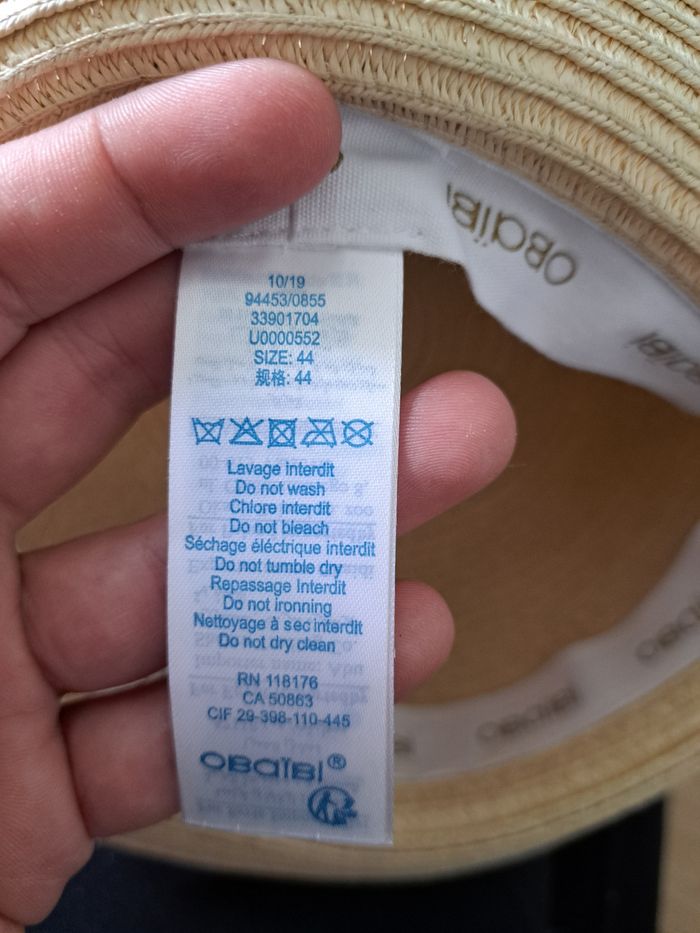 OBAÏBI
10/19
94453/0855
33901704
U0000552
SIZE: 44
规格: 44
Lavage interdit
Do not wash
Chlore interdit
Do not bleach
Séchage éléctrique interdit
Do not tumble dry
Repassage Interdit
Do not ironning
Nettoyage à sec interdit
Do not dry clean
RN 118176
CA 50863
CIF 29-398-110-445
OBAÏBI®
OBAÏBI
OBAÏBI